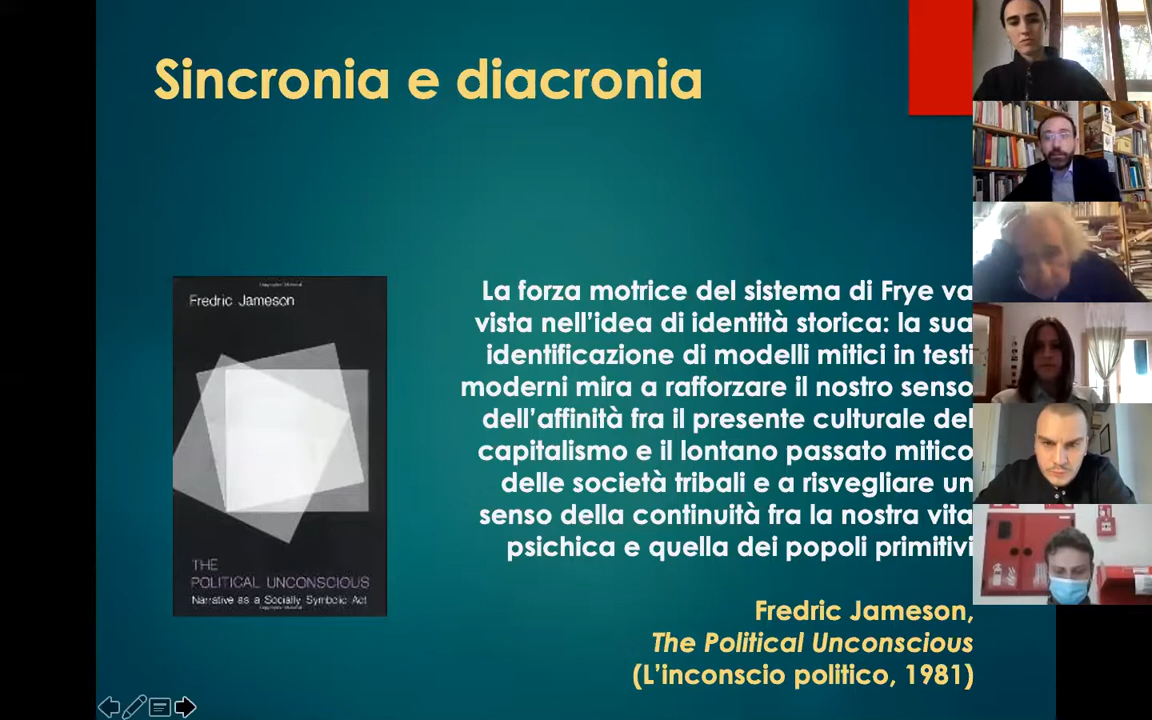 Sincronia e diacronia
Fredric Jameson
THE
POLITICAL UNCONSCIOUS
Narrative as a Socially Symbolic Act
La forza motrice del sistema di Frye va
vista nell’idea di identità storica: la sua
identificazione di modelli mitici in testi
moderni mira a rafforzare il nostro senso
dell’affinità fra il presente culturale del
capitalismo e il lontano passato mitico
delle società tribali e a risvegliare un
senso della continuità fra la nostra vita
psichica e quella dei popoli primitivi
Fredric Jameson,
The Political Unconscious
(L’inconscio politico, 1981)